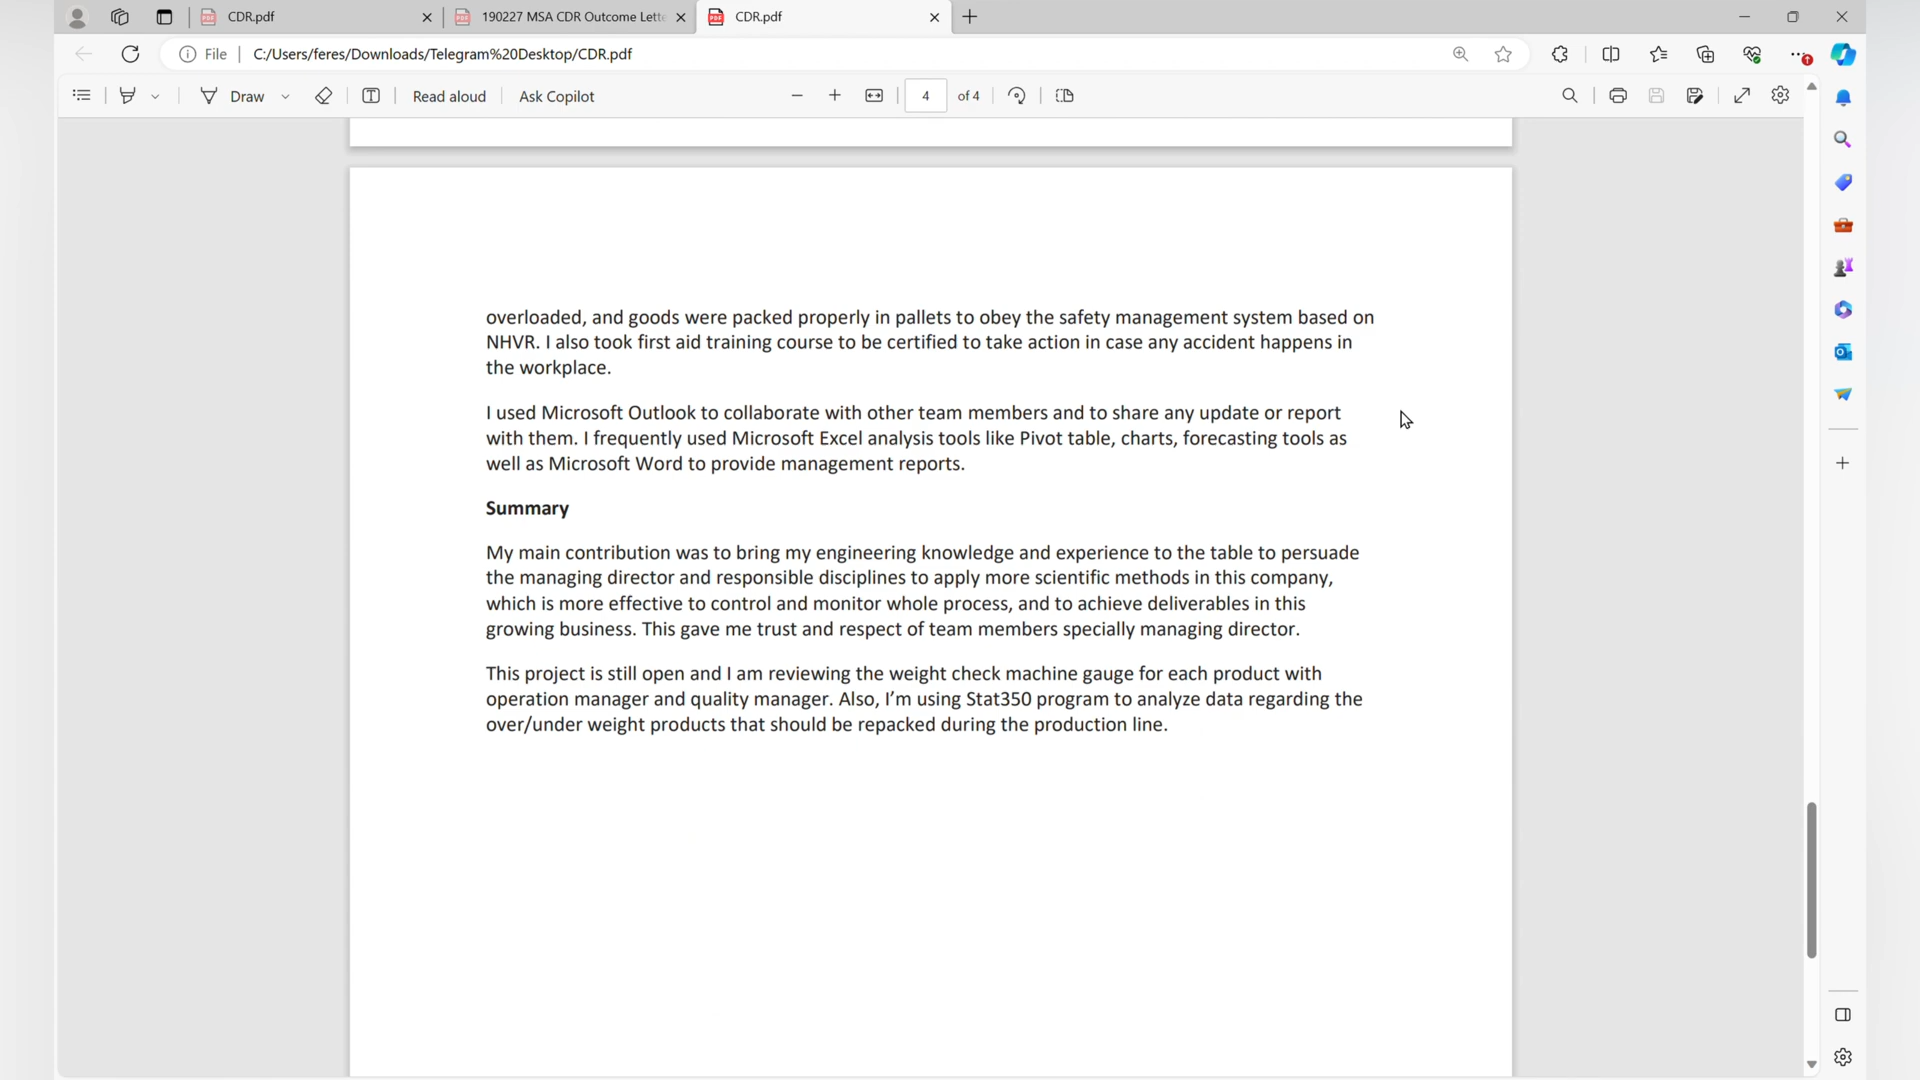 CDR.pdf
190227 MSA CDR Outcome Lette
CDR.pdf
File
C:/Users/feres/Downloads/Telegram%20Desktop/CDR.pdf
Draw
Read aloud
Ask Copilot
4
of 4
overloaded, and goods were packed properly in pallets to obey the safety management system based on
NHVR. I also took first aid training course to be certified to take action in case any accident happens in
the workplace.
I used Microsoft Outlook to collaborate with other team members and to share any update or report
with them. I frequently used Microsoft Excel analysis tools like Pivot table, charts, forecasting tools as
well as Microsoft Word to provide management reports.
Summary
My main contribution was to bring my engineering knowledge and experience to the table to persuade
the managing director and responsible disciplines to apply more scientific methods in this company,
which is more effective to control and monitor whole process, and to achieve deliverables in this
growing business. This gave me trust and respect of team members specially managing director.
This project is still open and I am reviewing the weight check machine gauge for each product with
operation manager and quality manager. Also, I’m using Stat350 program to analyze data regarding the
over/under weight products that should be repacked during the production line.